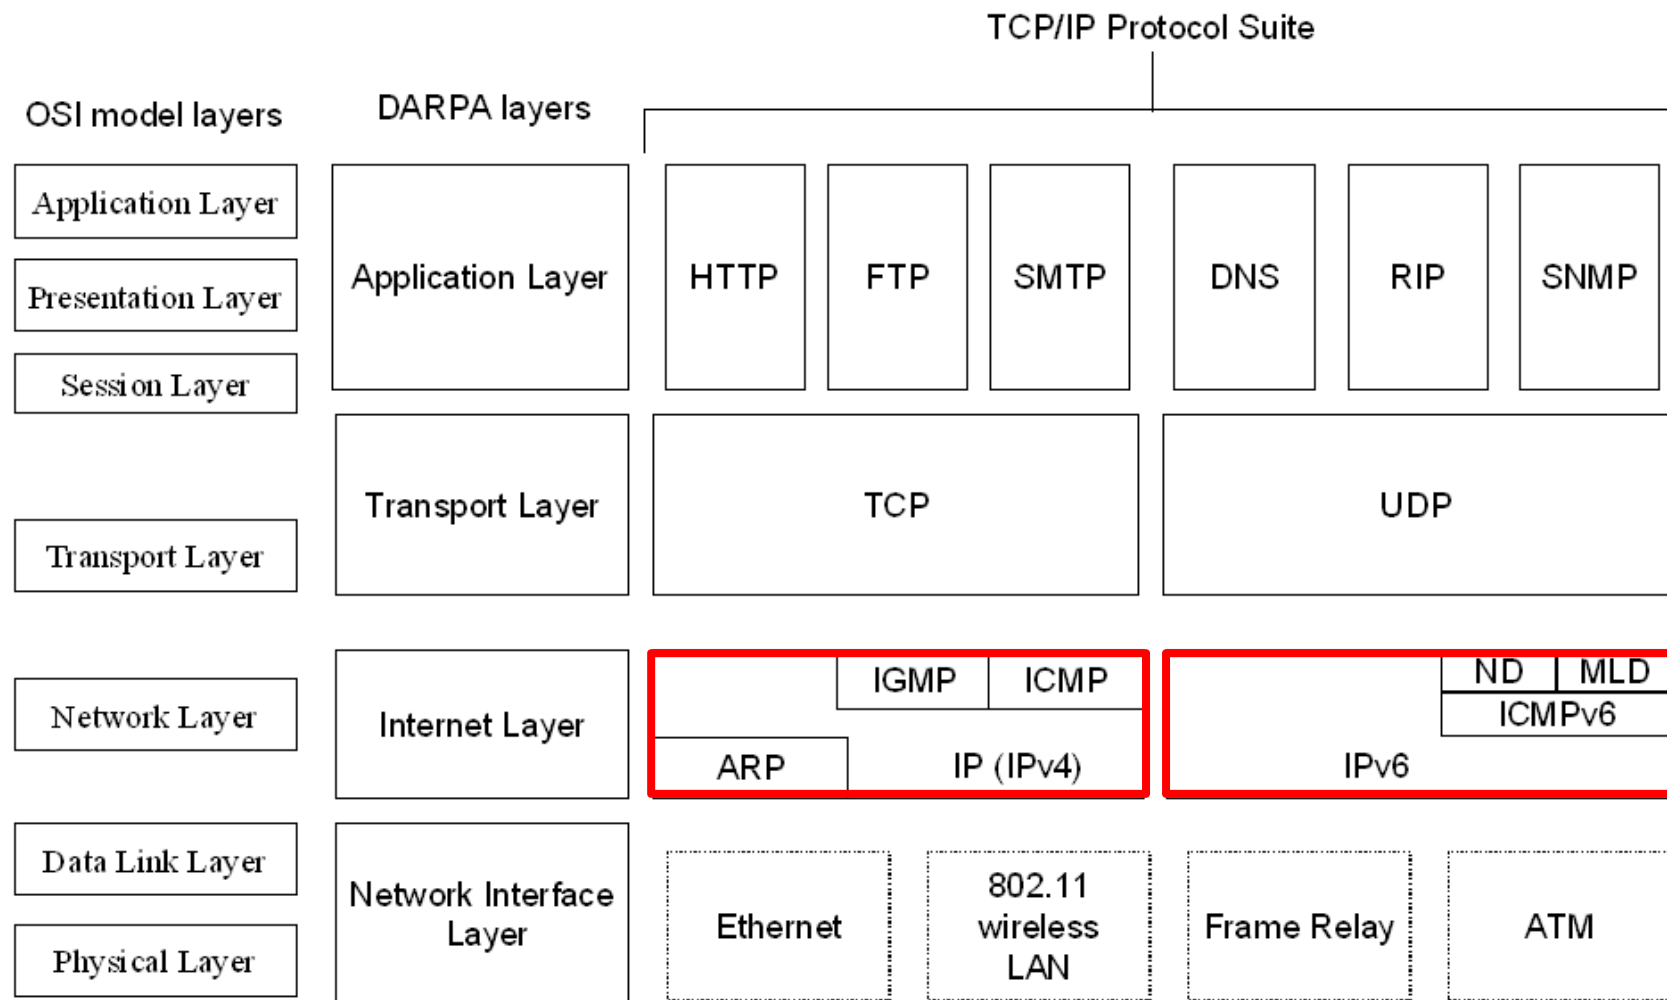 TCP/IP Protocol Suite
OSI model layers
DARPA layers
Application Layer
Presentation Layer
Session Layer
Application Layer
HTTP
FTP
SMTP
DNS
RIP
SNMP
Transport Layer
Transport Layer
TCP
UDP
Network Layer
Internet Layer
IGMP
ICMP
ARP
IP (IPv4)
ND
MLD
ICMPv6
IPv6
Data Link Layer
Physical Layer
Network Interface
Layer
Ethernet
802.11
wireless
LAN
Frame Relay
ATM